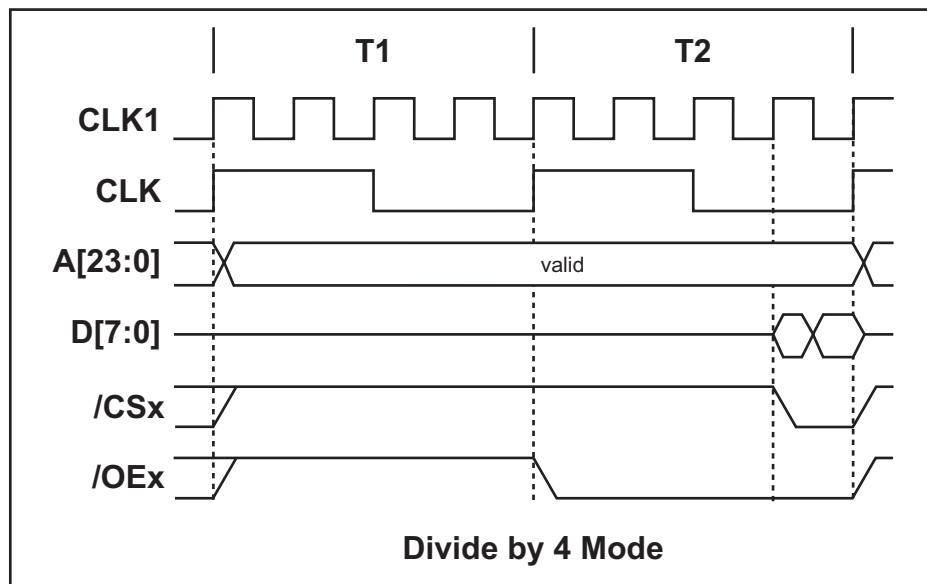 T1 T2
CLK1
CLK
A[23:0] valid
D[7:0]
/CSx
/OEx
Divide by 4 Mode